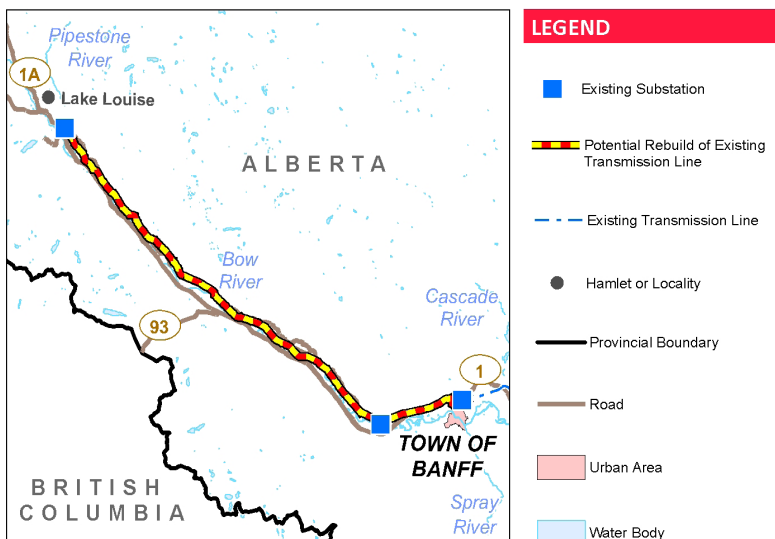 Pipestone
River
1A
Lake Louise
ALBERTA
Bow
River
Cascade
River
93
1
TOWN OF
BANFF
BRITISH
COLUMBIA
Spray
River
LEGEND
Existing Substation
Potential Rebuild of Existing
Transmission Line
Existing Transmission Line
Hamlet or Locality
Provincial Boundary
Road
Urban Area
Water Body